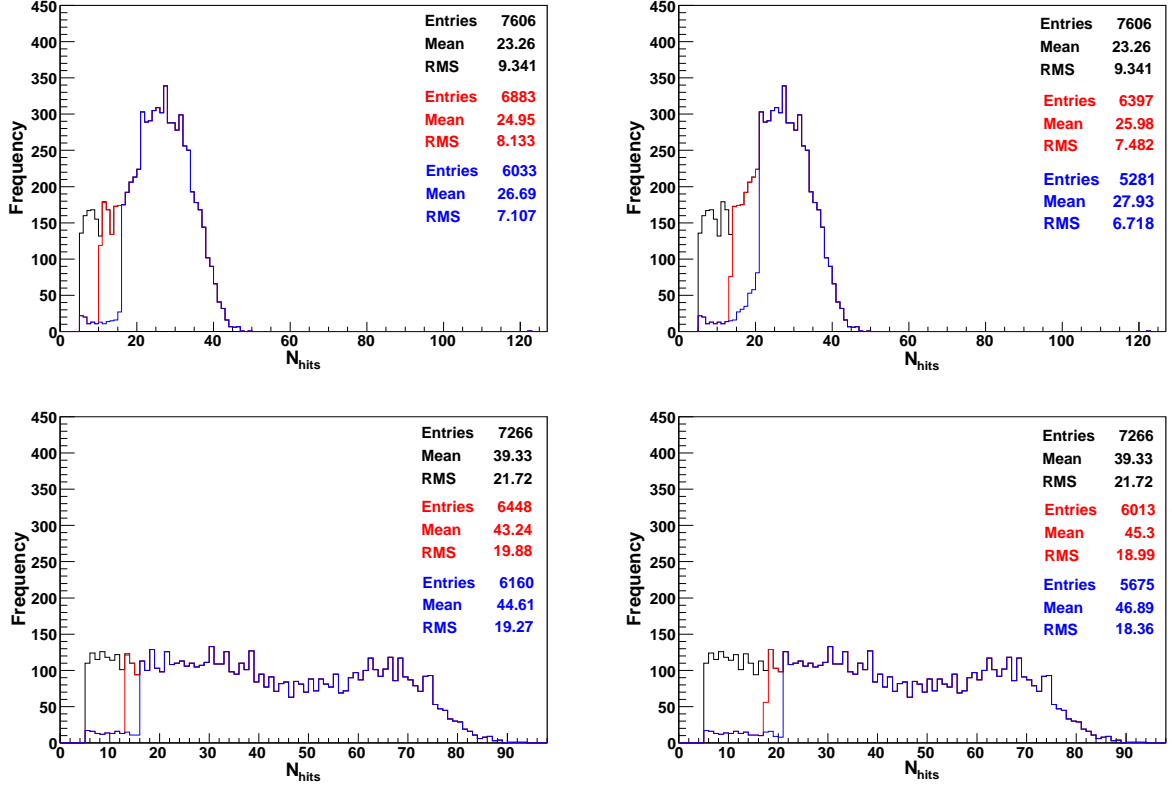 450
400
350
300
250
200
150
100
50
0
Frequency
Entries 7606
Mean 23.26
RMS 9.341
Entries 6883
Mean 24.95
RMS 8.133
Entries 6033
Mean 26.69
RMS 7.107
0 20 40 60 80 100 120
N_hits
450
400
350
300
250
200
150
100
50
0
Frequency
Entries 7606
Mean 23.26
RMS 9.341
Entries 6397
Mean 25.98
RMS 7.482
Entries 5281
Mean 27.93
RMS 6.718
0 20 40 60 80 100 120
N_hits
450
400
350
300
250
200
150
100
50
0
Frequency
Entries 7266
Mean 39.33
RMS 21.72
Entries 6448
Mean 43.24
RMS 19.88
Entries 6160
Mean 44.61
RMS 19.27
0 10 20 30 40 50 60 70 80 90
N_hits
450
400
350
300
250
200
150
100
50
0
Frequency
Entries 7266
Mean 39.33
RMS 21.72
Entries 6013
Mean 45.3
RMS 18.99
Entries 5675
Mean 46.89
RMS 18.36
0 10 20 30 40 50 60 70 80 90
N_hits